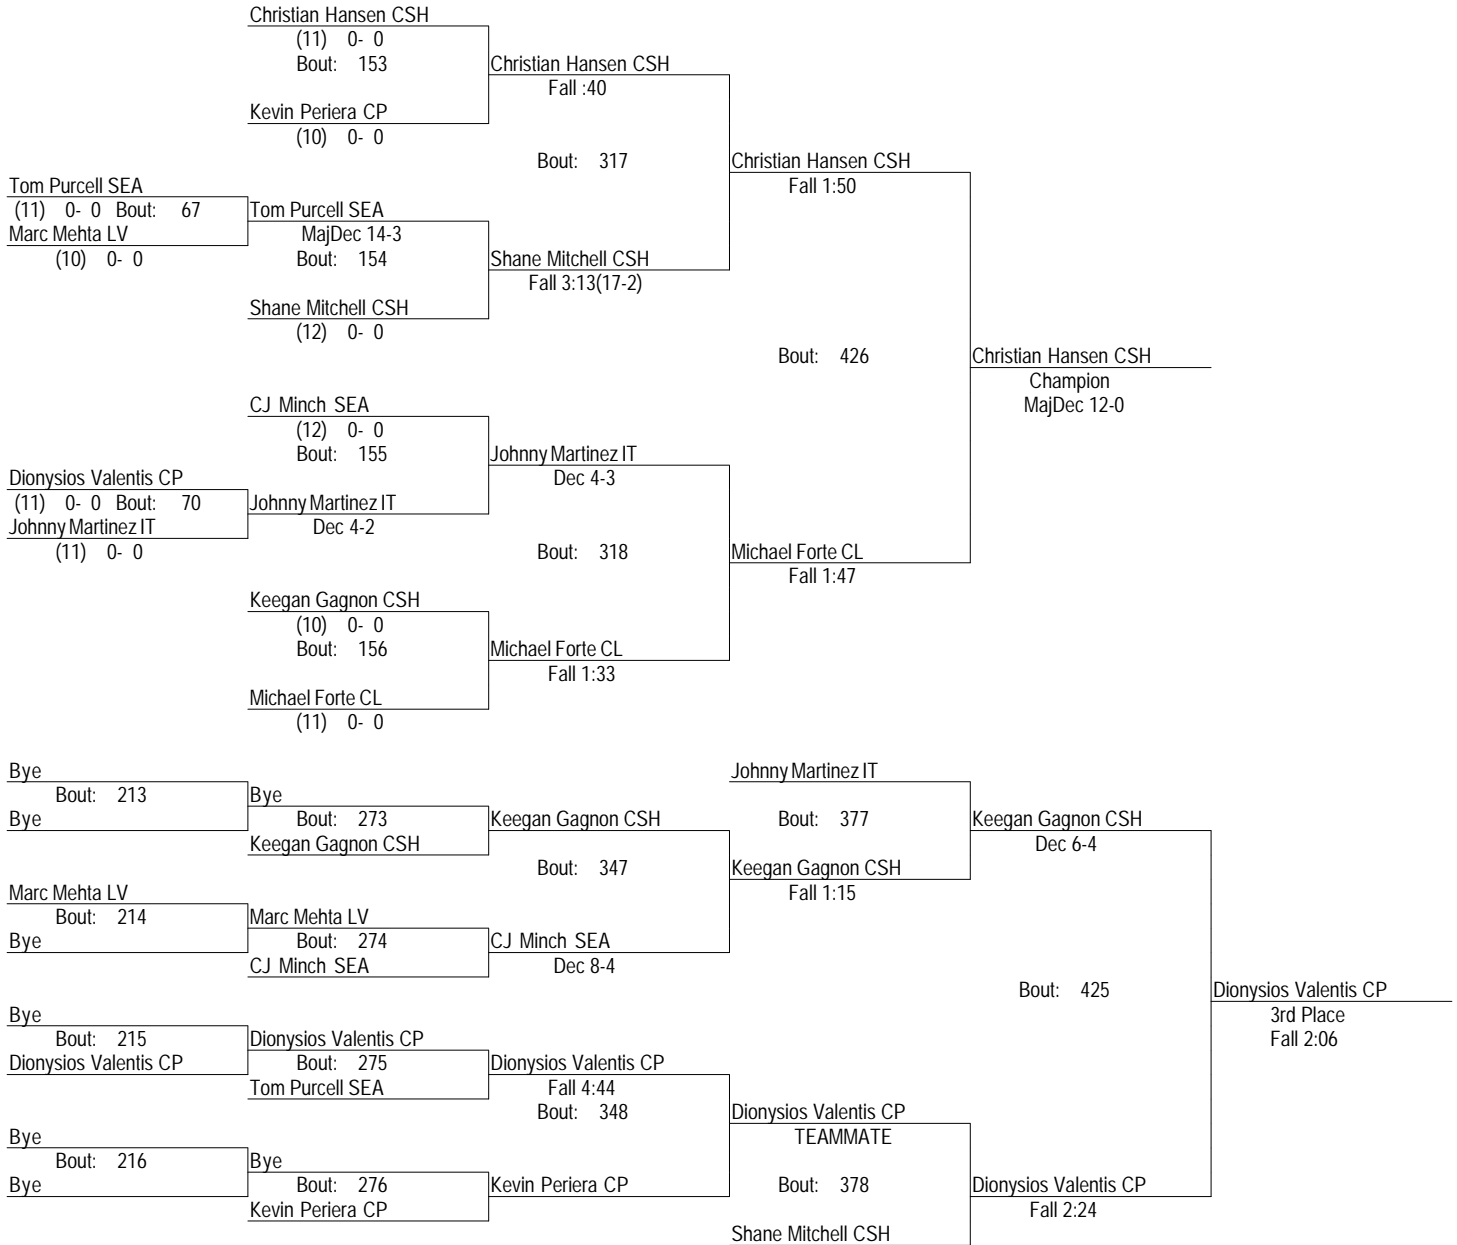 Christian Hansen CSH
(11) 0- 0
Bout: 153
Christian Hansen CSH
Fall :40
Kevin Periera CP
(10) 0- 0
Bout: 317
Christian Hansen CSH
Fall 1:50
Tom Purcell SEA
(11) 0- 0 Bout: 67
Tom Purcell SEA
Marc Mehta LV
MajDec 14-3
(10) 0- 0
Bout: 154
Shane Mitchell CSH
Fall 3:13(17-2)
Shane Mitchell CSH
(12) 0- 0
Bout: 426
Christian Hansen CSH
Champion
MajDec 12-0
CJ Minch SEA
(12) 0- 0
Bout: 155
Johnny Martinez IT
Dec 4-3
Dionysios Valentis CP
(11) 0- 0 Bout: 70
Johnny Martinez IT
Johnny Martinez IT
Dec 4-2
(11) 0- 0
Bout: 318
Michael Forte CL
Fall 1:47
Keegan Gagnon CSH
(10) 0- 0
Bout: 156
Michael Forte CL
Fall 1:33
Michael Forte CL
(11) 0- 0
Bye
Johnny Martinez IT
Bout: 213
Bye
Bye
Bout: 273
Keegan Gagnon CSH
Bout: 377
Keegan Gagnon CSH
Keegan Gagnon CSH
Dec 6-4
Bout: 347
Keegan Gagnon CSH
Fall 1:15
Marc Mehta LV
Bout: 214
Marc Mehta LV
Bye
Bout: 274
CJ Minch SEA
CJ Minch SEA
Dec 8-4
Bout: 425
Dionysios Valentis CP
3rd Place
Fall 2:06
Bye
Bout: 215
Dionysios Valentis CP
Dionysios Valentis CP
Bout: 275
Dionysios Valentis CP
Tom Purcell SEA
Fall 4:44
Bout: 348
Dionysios Valentis CP
TEAMMATE
Bye
Bout: 216
Bye
Bye
Bout: 276
Kevin Periera CP
Bout: 378
Dionysios Valentis CP
Kevin Periera CP
Fall 2:24
Shane Mitchell CSH